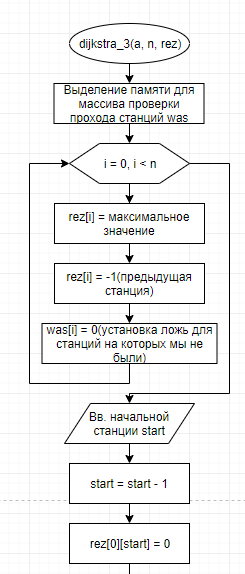 dijkstra_3(a, n, rez)
Выделение памяти для
массива проверки
прохода станций was
i = 0, i < n
rez[i] = максимальное
значение
rez[i] = -1(предыдущая
станция)
was[i] = 0(установка ложь для
станций на которых мы не
были)
Вв. начальной
станции start
start = start - 1
rez[0][start] = 0